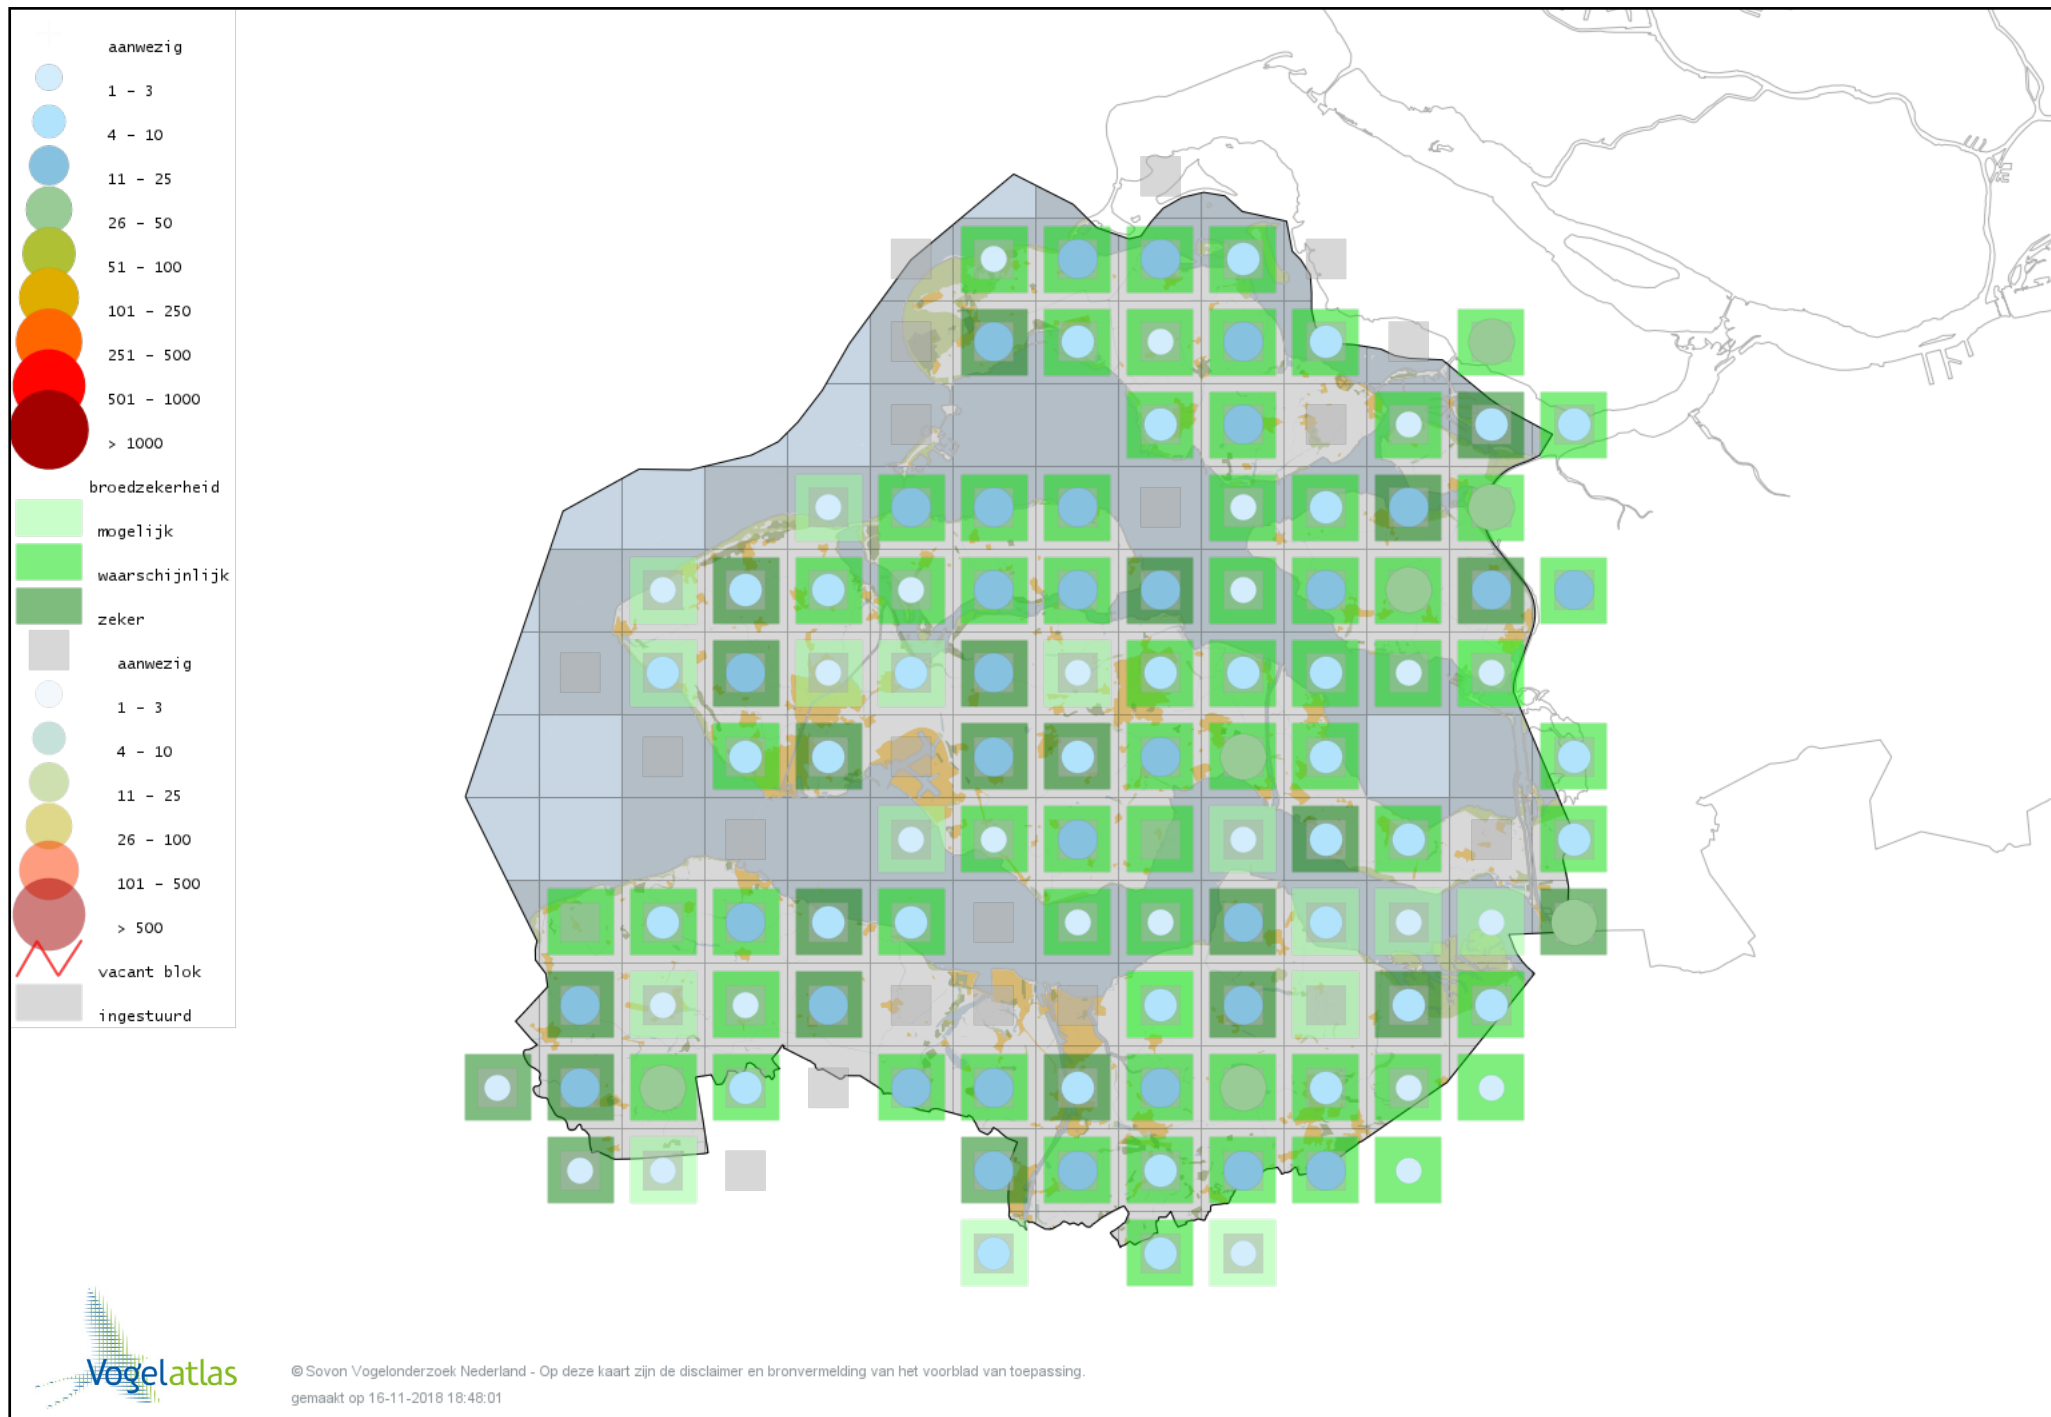 aanwezig
1 - 3
4 - 10
11 - 25
26 - 50
51 - 100
101 - 250
251 - 500
501 - 1000
> 1000
broedzekerheid
mogelijk
waarschijnlijk
zeker
aanwezig
1 - 3
4 - 10
11 - 25
26 - 100
101 - 500
> 500
vacant blok
ingestuurd
Vogelatlas
© Sovon Vogelonderzoek Nederland - Op deze kaart zijn de disclaimer en bronvermelding van het voorblad van toepassing.
gemaakt op 16-11-2018 18:48:01